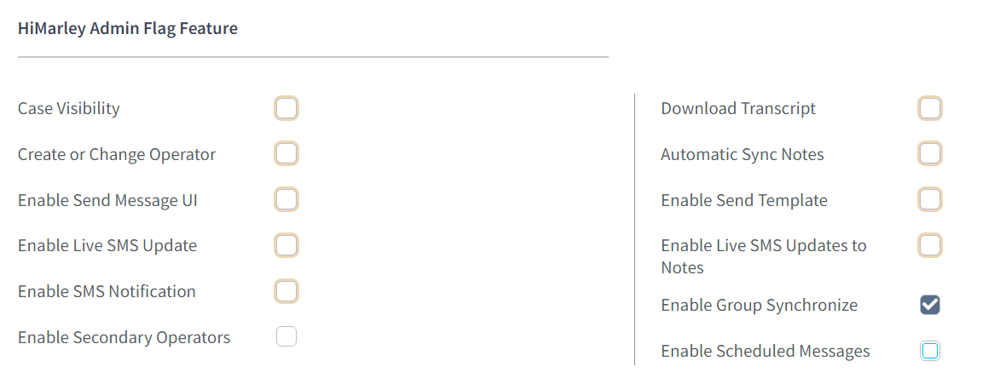 HiMarley Admin Flag Feature
Case Visibility
Create or Change Operator
Enable Send Message UI
Enable Live SMS Update
Enable SMS Notification
Enable Secondary Operators
Download Transcript
Automatic Sync Notes
Enable Send Template
Enable Live SMS Updates to
Notes
Enable Group Synchronize
Enable Scheduled Messages